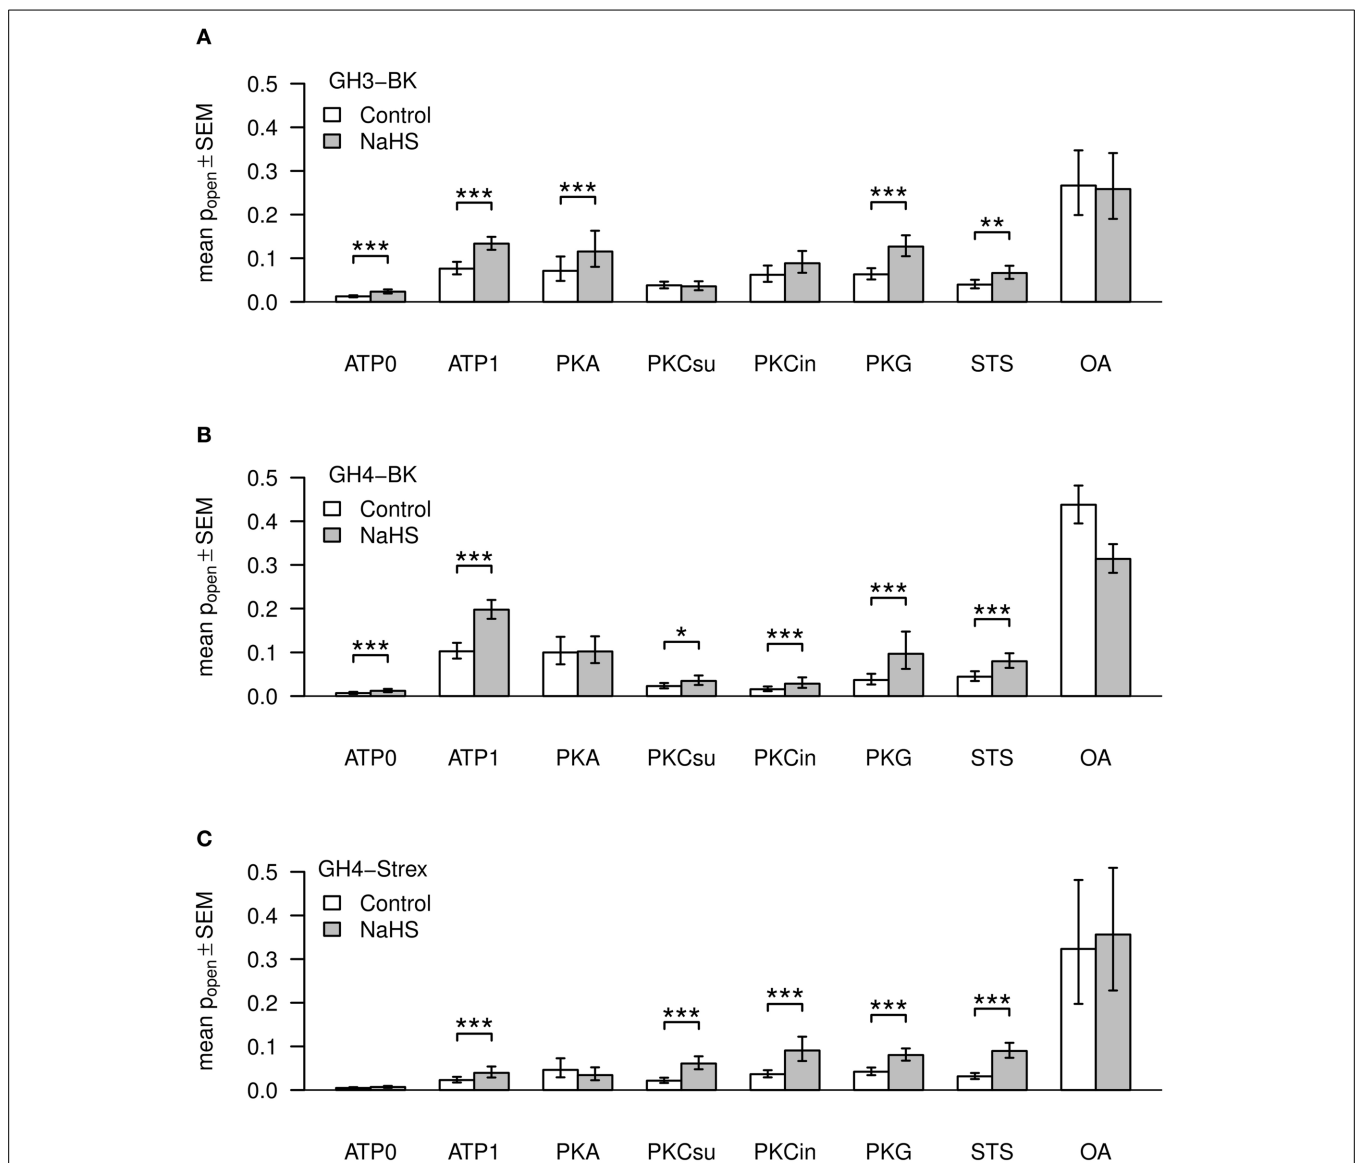 A
GH3−BK
Control
NaHS
mean popen ± SEM
0.5
0.4
0.3
0.2
0.1
0.0
***
***
***
***
**
ATP0 ATP1 PKA PKCsu PKCin PKG STS OA
B
GH4−BK
Control
NaHS
mean popen ± SEM
0.5
0.4
0.3
0.2
0.1
0.0
***
***
*
***
***
***
ATP0 ATP1 PKA PKCsu PKCin PKG STS OA
C
GH4−Strex
Control
NaHS
mean popen ± SEM
0.5
0.4
0.3
0.2
0.1
0.0
***
***
***
***
***
ATP0 ATP1 PKA PKCsu PKCin PKG STS OA